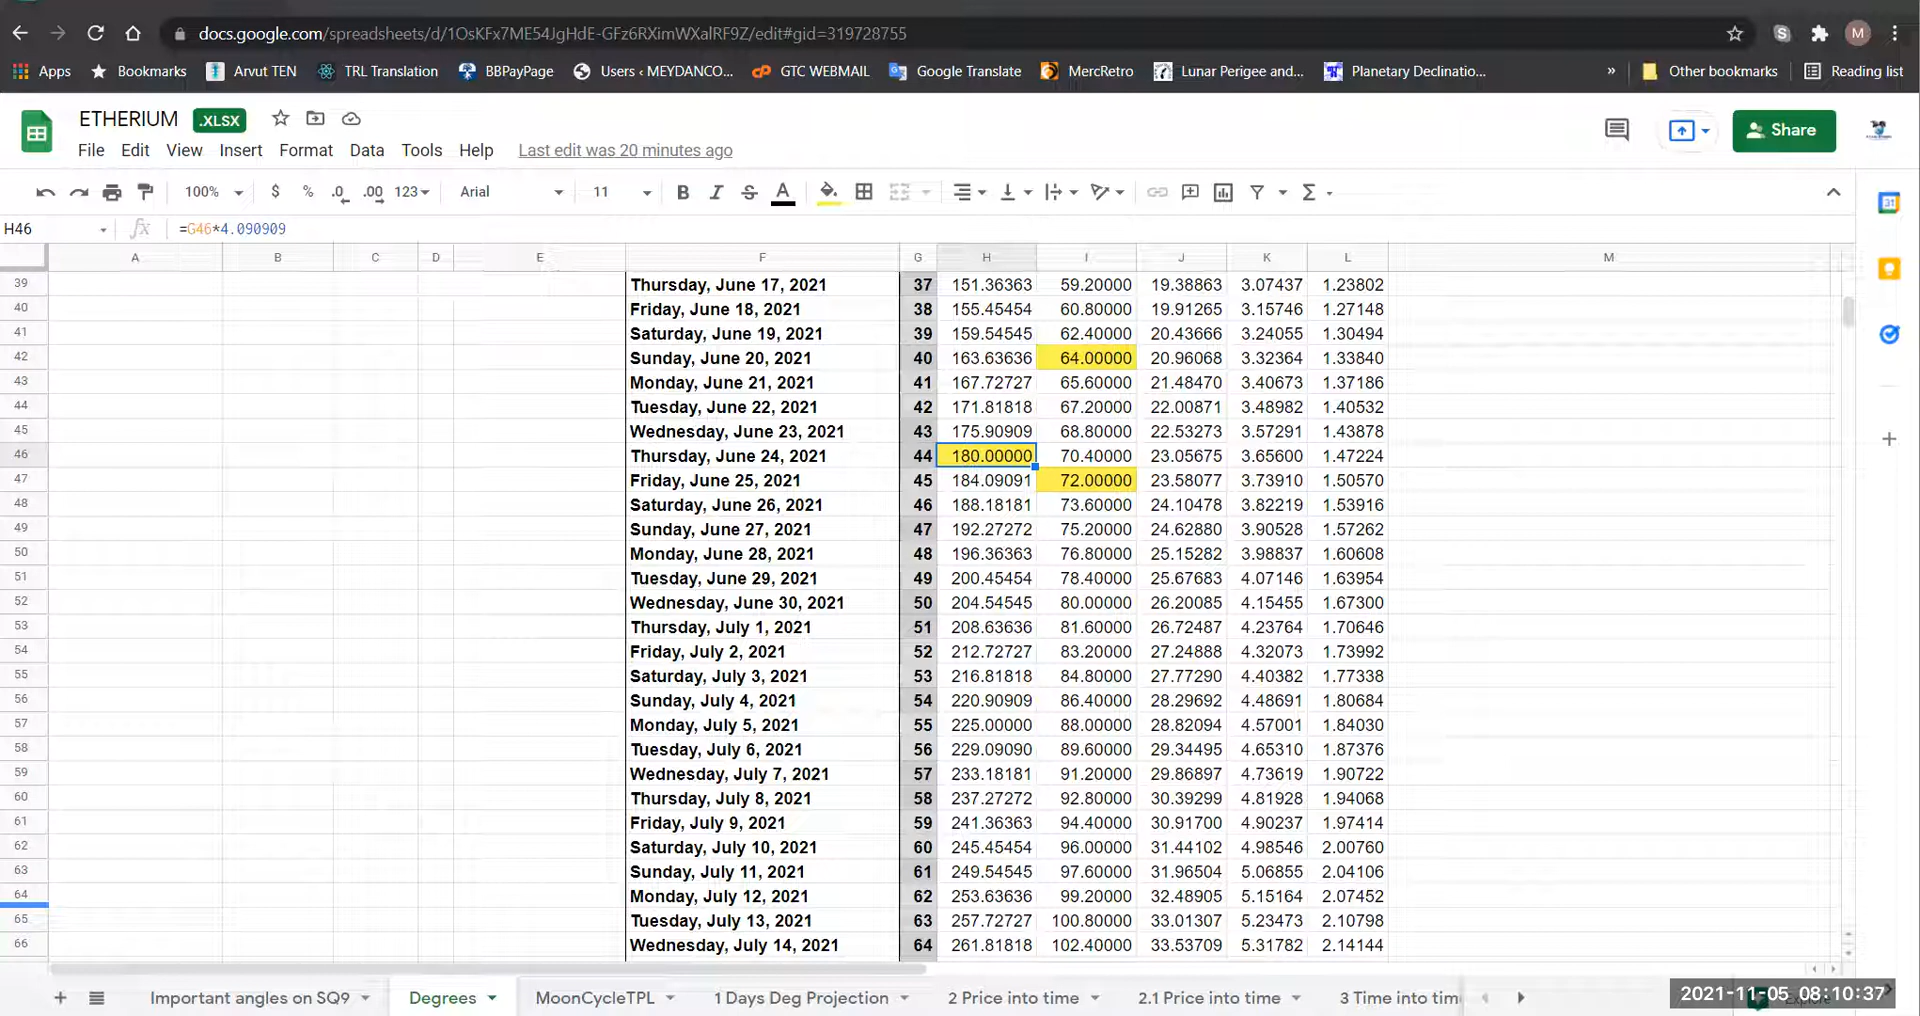 docs.google.com/spreadsheets/d/1OsKFx7ME54JgHdE-GFz6RXimWXalRF9Z/edit#gid=319728755
S M
Apps Bookmarks Arvut TEN TRL Translation BBPayPage Users ‹ MEYDANCO... GTC WEBMAIL Google Translate MercRetro Lunar Perigee and... Planetary Declinatio... » Other bookmarks Reading list
ETHERIUM .XLSX
Share
File Edit View Insert Format Data Tools Help Last edit was 20 minutes ago
100% $ % .0 .00 123 Arial 11 B I S A Σ
H46 fx =G46*4.090909
A B C D E F G H I J K L M
39 Thursday, June 17, 2021 37 151.36363 59.20000 19.38863 3.07437 1.23802
40 Friday, June 18, 2021 38 155.45454 60.80000 19.91265 3.15746 1.27148
41 Saturday, June 19, 2021 39 159.54545 62.40000 20.43666 3.24055 1.30494
42 Sunday, June 20, 2021 40 163.63636 64.00000 20.96068 3.32364 1.33840
43 Monday, June 21, 2021 41 167.72727 65.60000 21.48470 3.40673 1.37186
44 Tuesday, June 22, 2021 42 171.81818 67.20000 22.00871 3.48982 1.40532
45 Wednesday, June 23, 2021 43 175.90909 68.80000 22.53273 3.57291 1.43878
46 Thursday, June 24, 2021 44 180.00000 70.40000 23.05675 3.65600 1.47224
47 Friday, June 25, 2021 45 184.09091 72.00000 23.58077 3.73910 1.50570
48 Saturday, June 26, 2021 46 188.18181 73.60000 24.10478 3.82219 1.53916
49 Sunday, June 27, 2021 47 192.27272 75.20000 24.62880 3.90528 1.57262
50 Monday, June 28, 2021 48 196.36363 76.80000 25.15282 3.98837 1.60608
51 Tuesday, June 29, 2021 49 200.45454 78.40000 25.67683 4.07146 1.63954
52 Wednesday, June 30, 2021 50 204.54545 80.00000 26.20085 4.15455 1.67300
53 Thursday, July 1, 2021 51 208.63636 81.60000 26.72487 4.23764 1.70646
54 Friday, July 2, 2021 52 212.72727 83.20000 27.24888 4.32073 1.73992
55 Saturday, July 3, 2021 53 216.81818 84.80000 27.77290 4.40382 1.77338
56 Sunday, July 4, 2021 54 220.90909 86.40000 28.29692 4.48691 1.80684
57 Monday, July 5, 2021 55 225.00000 88.00000 28.82094 4.57001 1.84030
58 Tuesday, July 6, 2021 56 229.09090 89.60000 29.34495 4.65310 1.87376
59 Wednesday, July 7, 2021 57 233.18181 91.20000 29.86897 4.73619 1.90722
60 Thursday, July 8, 2021 58 237.27272 92.80000 30.39299 4.81928 1.94068
61 Friday, July 9, 2021 59 241.36363 94.40000 30.91700 4.90237 1.97414
62 Saturday, July 10, 2021 60 245.45454 96.00000 31.44102 4.98546 2.00760
63 Sunday, July 11, 2021 61 249.54545 97.60000 31.96504 5.06855 2.04106
64 Monday, July 12, 2021 62 253.63636 99.20000 32.48905 5.15164 2.07452
65 Tuesday, July 13, 2021 63 257.72727 100.80000 33.01307 5.23473 2.10798
66 Wednesday, July 14, 2021 64 261.81818 102.40000 33.53709 5.31782 2.14144
Important angles on SQ9 Degrees MoonCycleTPL 1 Days Deg Projection 2 Price into time 2.1 Price into time 3 Time into tim
2021-11-05 08:10:37